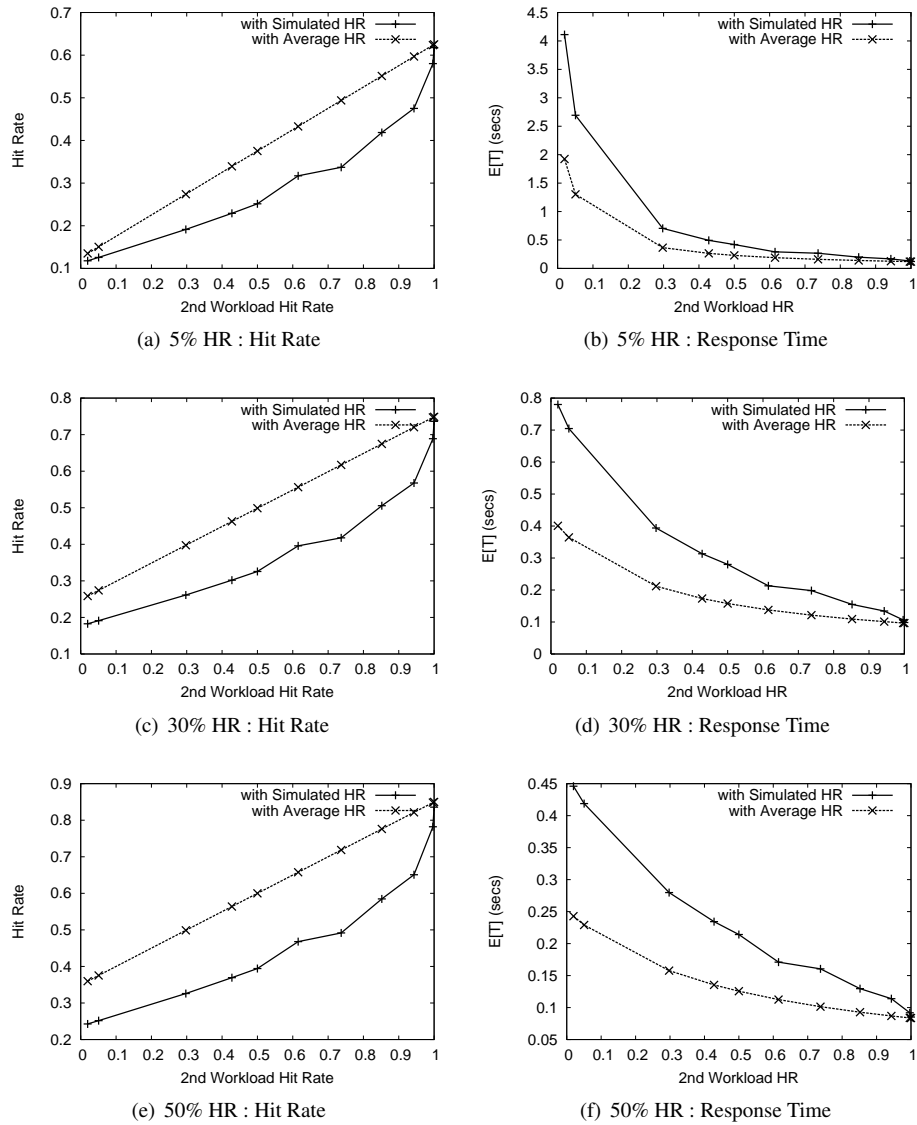 with Simulated HR
with Average HR
Hit Rate
0.7
0.6
0.5
0.4
0.3
0.2
0.1
0 0.1 0.2 0.3 0.4 0.5 0.6 0.7 0.8 0.9 1
2nd Workload Hit Rate
(a) 5% HR : Hit Rate
with Simulated HR
with Average HR
E[T] (secs)
4.5
4
3.5
3
2.5
2
1.5
1
0.5
0
0 0.1 0.2 0.3 0.4 0.5 0.6 0.7 0.8 0.9 1
2nd Workload HR
(b) 5% HR : Response Time
with Simulated HR
with Average HR
Hit Rate
0.8
0.7
0.6
0.5
0.4
0.3
0.2
0.1
0 0.1 0.2 0.3 0.4 0.5 0.6 0.7 0.8 0.9 1
2nd Workload Hit Rate
(c) 30% HR : Hit Rate
with Simulated HR
with Average HR
E[T] (secs)
0.8
0.7
0.6
0.5
0.4
0.3
0.2
0.1
0
0 0.1 0.2 0.3 0.4 0.5 0.6 0.7 0.8 0.9 1
2nd Workload HR
(d) 30% HR : Response Time
with Simulated HR
with Average HR
Hit Rate
0.9
0.8
0.7
0.6
0.5
0.4
0.3
0.2
0 0.1 0.2 0.3 0.4 0.5 0.6 0.7 0.8 0.9 1
2nd Workload Hit Rate
(e) 50% HR : Hit Rate
with Simulated HR
with Average HR
E[T] (secs)
0.45
0.4
0.35
0.3
0.25
0.2
0.15
0.1
0.05
0 0.1 0.2 0.3 0.4 0.5 0.6 0.7 0.8 0.9 1
2nd Workload HR
(f) 50% HR : Response Time